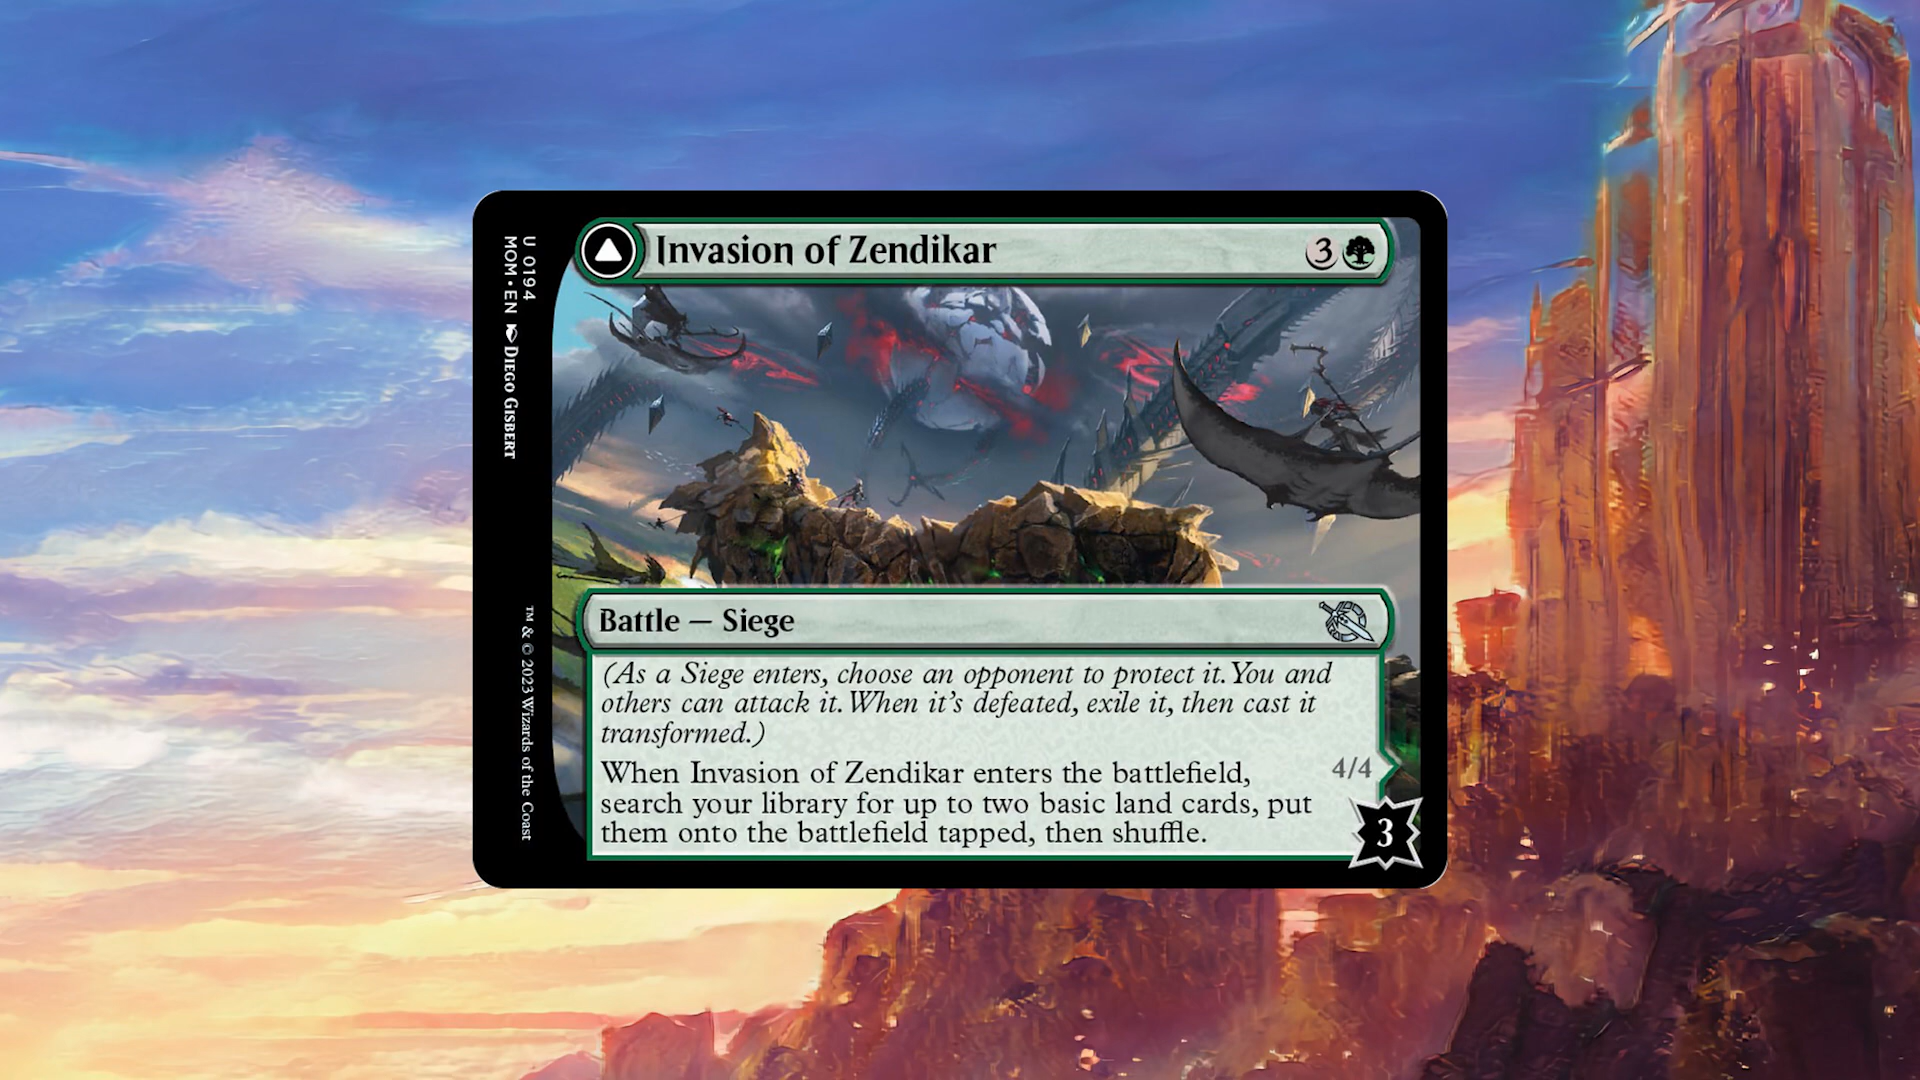 Invasion of Zendikar
3
Battle — Siege
(As a Siege enters, choose an opponent to protect it. You and
others can attack it. When it’s defeated, exile it, then cast it
transformed.)
When Invasion of Zendikar enters the battlefield,
search your library for up to two basic land cards, put
them onto the battlefield tapped, then shuffle.
4/4
3
U 0194
MOM • EN DIEGO GISBERT
™ & © 2023 Wizards of the Coast